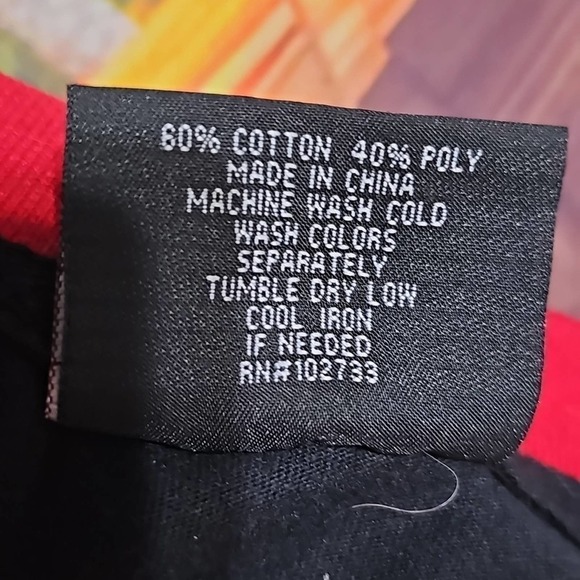 60% COTTON 40% POLY
MADE IN CHINA
MACHINE WASH COLD
WASH COLORS
SEPARATELY
TUMBLE DRY LOW
COOL IRON
IF NEEDED
RN#102733